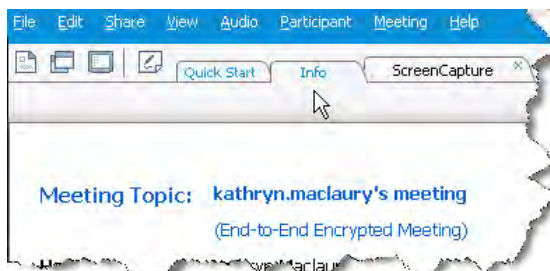 File Edit Share View Audio Participant Meeting Help
Quick Start Info ScreenCapture
Meeting Topic: kathryn.maclaury's meeting
(End-to-End Encrypted Meeting)